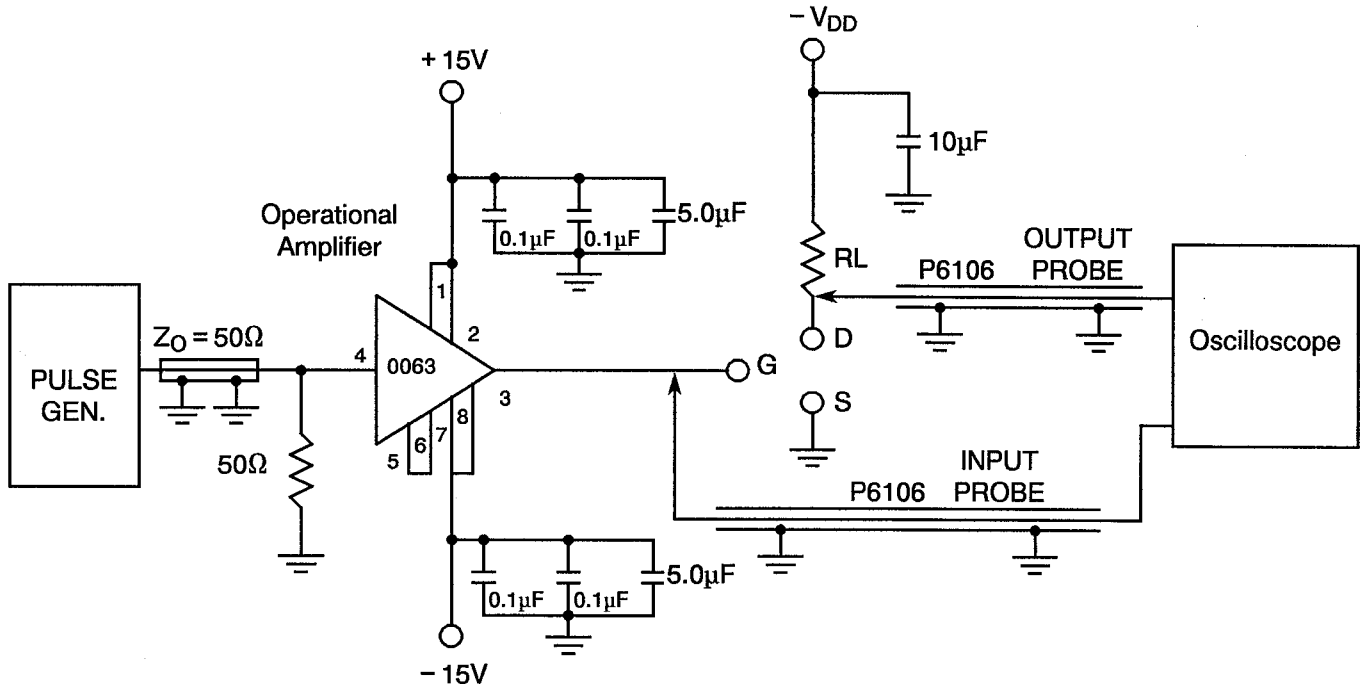 − VDD
+ 15V
10µF
Operational
Amplifier
0.1µF
0.1µF
5.0µF
RL
OUTPUT
PROBE
P6106
1
2
Oscilloscope
PULSE
GEN.
ZO = 50Ω
4
0063
3
G
D
S
50Ω
5
6
7
8
INPUT
PROBE
P6106
0.1µF
0.1µF
5.0µF
− 15V